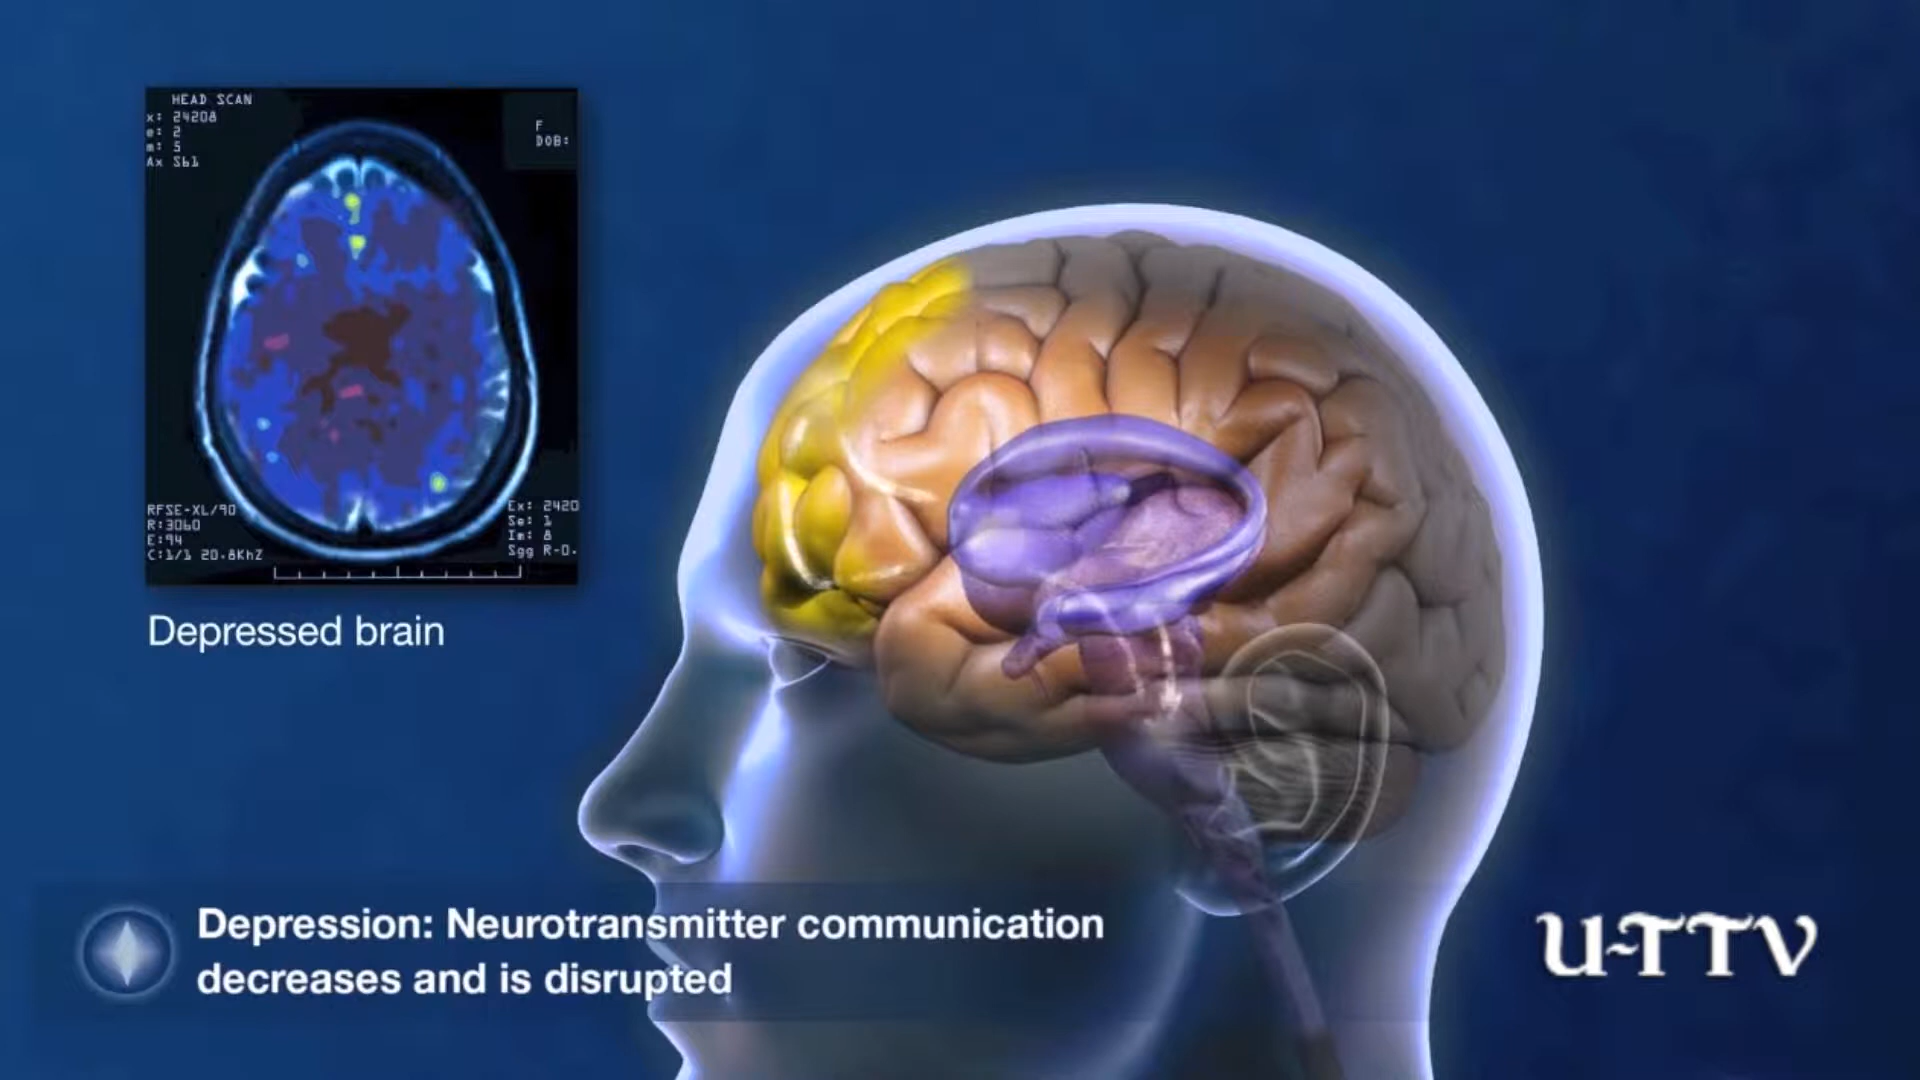 HEAD SCAN
x: 24208
e: 2
m: 5
Ax S61
F
DOB:
RFSE-XL/90
R:3060
E:94
C:1/1 20.8KhZ
Ex: 2420
Se: 1
Im: 8
Sgg R-O.
Depressed brain
Depression: Neurotransmitter communication
decreases and is disrupted
U-TTV